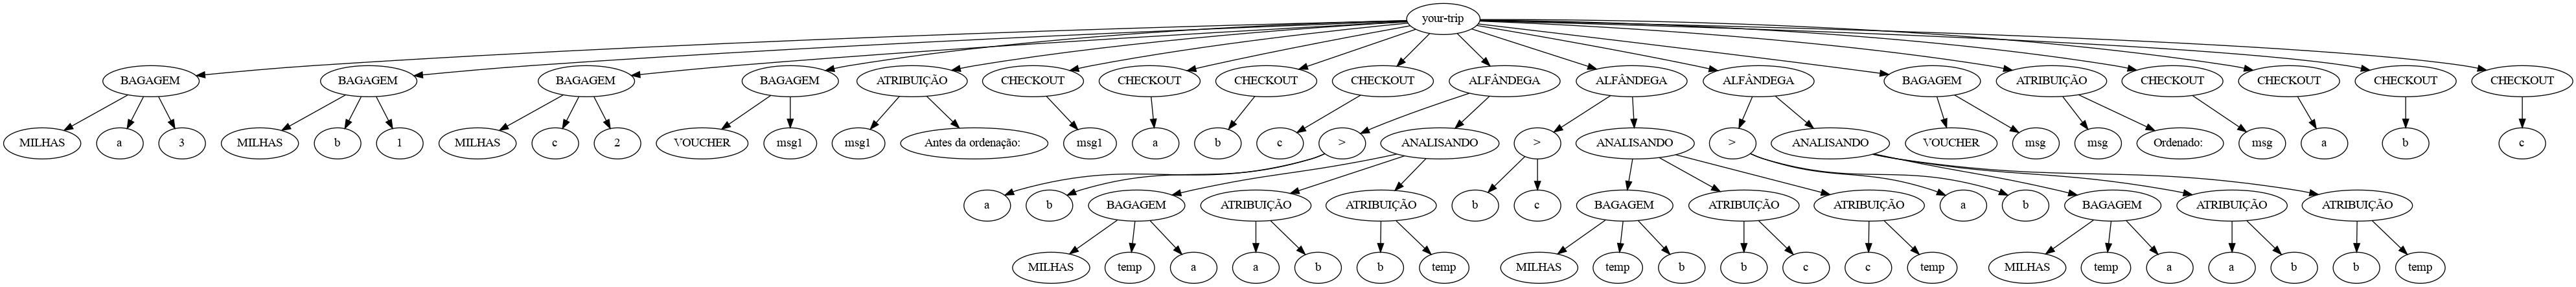 your-trip
BAGAGEM BAGAGEM BAGAGEM BAGAGEM ATRIBUIÇÃO CHECKOUT CHECKOUT CHECKOUT CHECKOUT ALFÂNDEGA ALFÂNDEGA ALFÂNDEGA BAGAGEM ATRIBUIÇÃO CHECKOUT CHECKOUT CHECKOUT CHECKOUT
MILHAS a 3 MILHAS b 1 MILHAS c 2 VOUCHER msg1 msg1 Antes da ordenação: msg1 a b c > ANALISANDO > ANALISANDO > ANALISANDO VOUCHER msg msg Ordenado: msg a b c
a b BAGAGEM ATRIBUIÇÃO ATRIBUIÇÃO b c BAGAGEM ATRIBUIÇÃO ATRIBUIÇÃO a b BAGAGEM ATRIBUIÇÃO ATRIBUIÇÃO
MILHAS temp a a b b temp MILHAS temp b b c c temp MILHAS temp a a b b temp